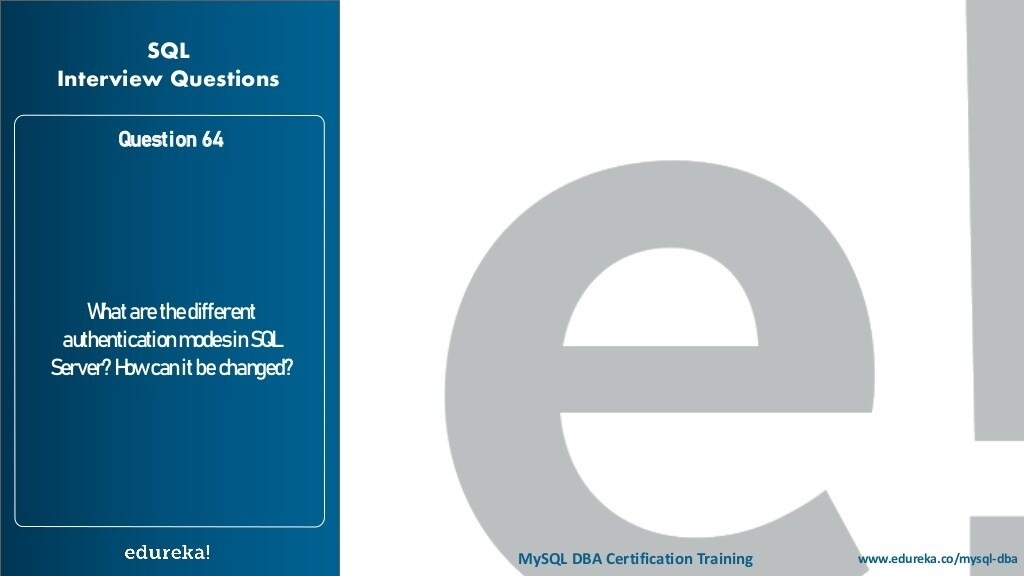 SQL
Interview Questions
Question 64
What are the different
authentication modes in SQL
Server? How can it be changed?
edureka!
e!
MySQL DBA Certification Training
www.edureka.co/mysql-dba